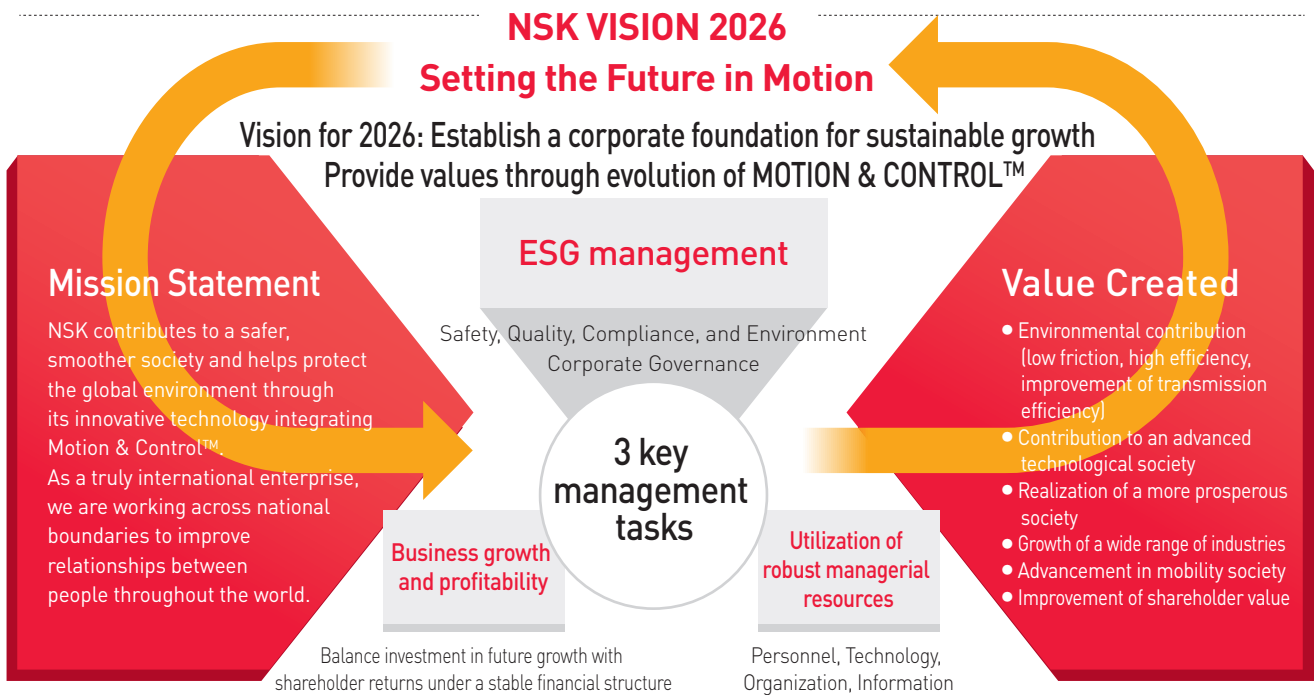 NSK VISION 2026
Setting the Future in Motion
Vision for 2026: Establish a corporate foundation for sustainable growth
Provide values through evolution of MOTION & CONTROL™
Mission Statement
NSK contributes to a safer,
smoother society and helps protect
the global environment through
its innovative technology integrating
Motion & Control™.
As a truly international enterprise,
we are working across national
boundaries to improve
relationships between
people throughout the world.
ESG management
Safety, Quality, Compliance, and Environment
Corporate Governance
3 key
management
tasks
Business growth
and profitability
Balance investment in future growth with
shareholder returns under a stable financial structure
Utilization of
robust managerial
resources
Personnel, Technology,
Organization, Information
Value Created
● Environmental contribution
(low friction, high efficiency,
improvement of transmission
efficiency)
● Contribution to an advanced
technological society
● Realization of a more prosperous
society
● Growth of a wide range of industries
● Advancement in mobility society
● Improvement of shareholder value